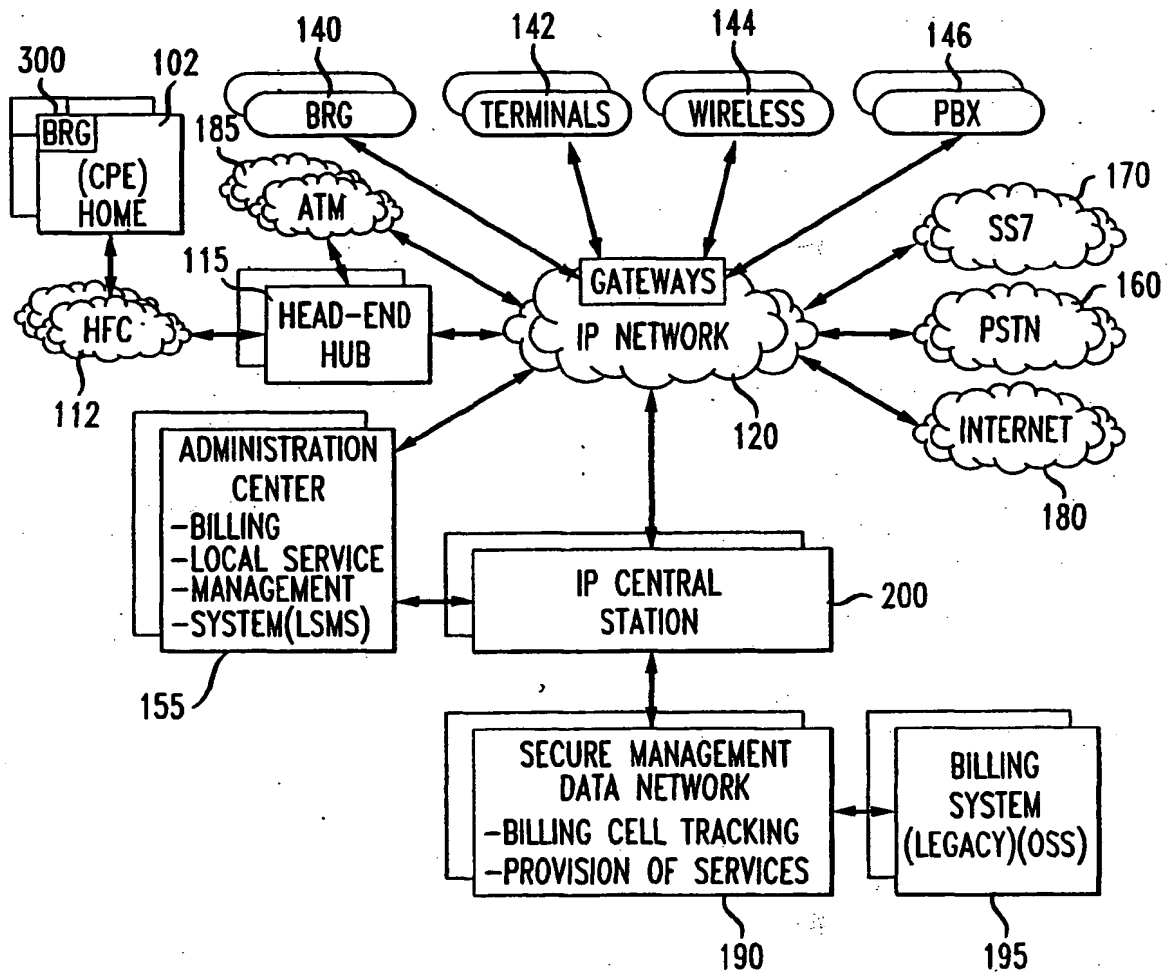 140
142
144
146
300
102
BRG
TERMINALS
WIRELESS
PBX
BRG
(CPE)
HOME
185
ATM
170
SS7
115
GATEWAYS
160
HFC
HEAD-END
HUB
IP NETWORK
PSTN
112
120
INTERNET
180
ADMINISTRATION
CENTER
-BILLING
-LOCAL SERVICE
-MANAGEMENT
-SYSTEM(LSMS)
IP CENTRAL
STATION
200
155
SECURE MANAGEMENT
DATA NETWORK
-BILLING CELL TRACKING
-PROVISION OF SERVICES
BILLING
SYSTEM
(LEGACY)(OSS)
190
195